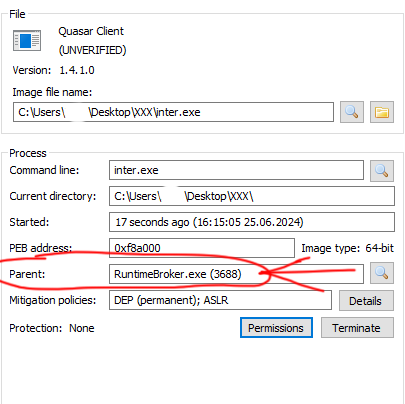 File
Quasar Client
(UNVERIFIED)
Version: 1.4.1.0
Image file name:
C:\Users\ \Desktop\XXX\inter.exe
Process
Command line: inter.exe
Current directory: C:\Users\ \Desktop\XXX\
Started: 17 seconds ago (16:15:05 25.06.2024)
PEB address: 0xf8a000 Image type: 64-bit
Parent: RuntimeBroker.exe (3688)
Mitigation policies: DEP (permanent); ASLR Details
Protection: None Permissions Terminate